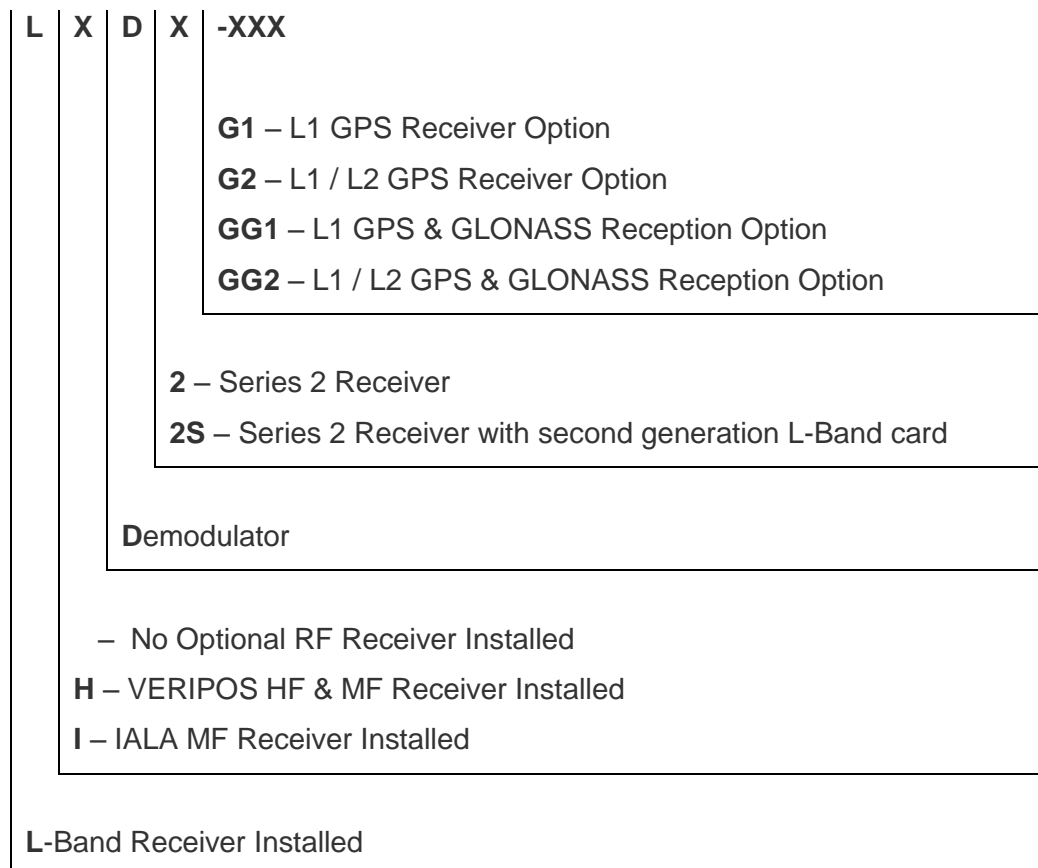 L X D X -XXX
G1 – L1 GPS Receiver Option
G2 – L1 / L2 GPS Receiver Option
GG1 – L1 GPS & GLONASS Reception Option
GG2 – L1 / L2 GPS & GLONASS Reception Option
2 – Series 2 Receiver
2S – Series 2 Receiver with second generation L-Band card
Demodulator
– No Optional RF Receiver Installed
H – VERIPOS HF & MF Receiver Installed
I – IALA MF Receiver Installed
L-Band Receiver Installed